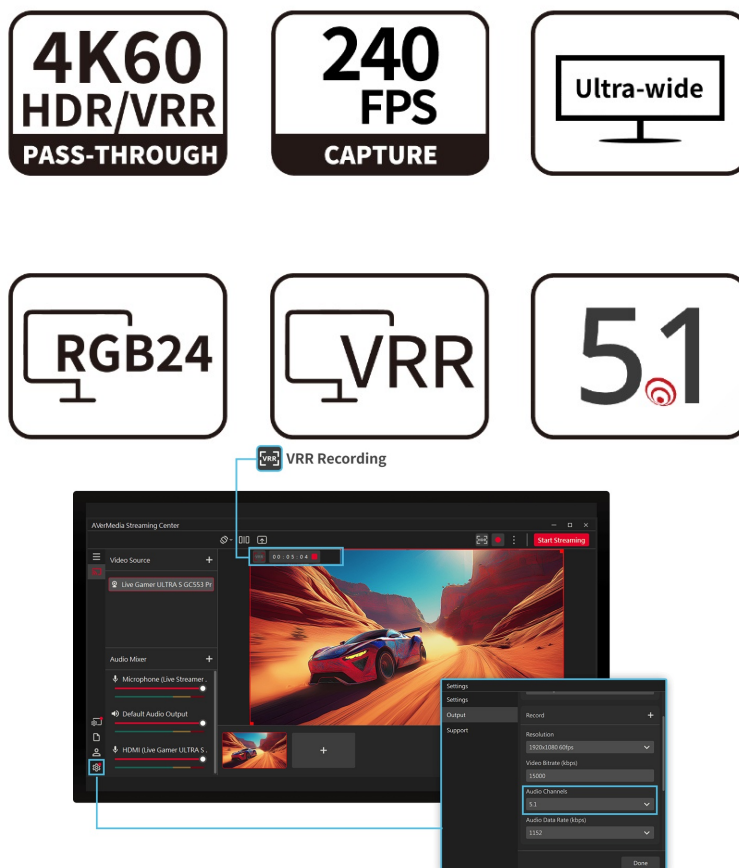 4K60
HDR/VRR
PASS-THROUGH
240
FPS
CAPTURE
Ultra-wide
RGB24
VRR
5.1
VRR
VRR Recording
AVerMedia Streaming Center
Start Streaming
Video Source
+
VRR
00:05:04
Live Gamer ULTRA S GC553 Pr
Audio Mixer
+
Microphone (Live Streamer .
Default Audio Output
HDMI (Live Gamer ULTRA S .
+
Settings
Settings
Output
Support
Record
+
Resolution
1920x1080 60fps
Video Bitrate (kbps)
15000
Audio Channels
5.1
Audio Data Rate (kbps)
1152
Done